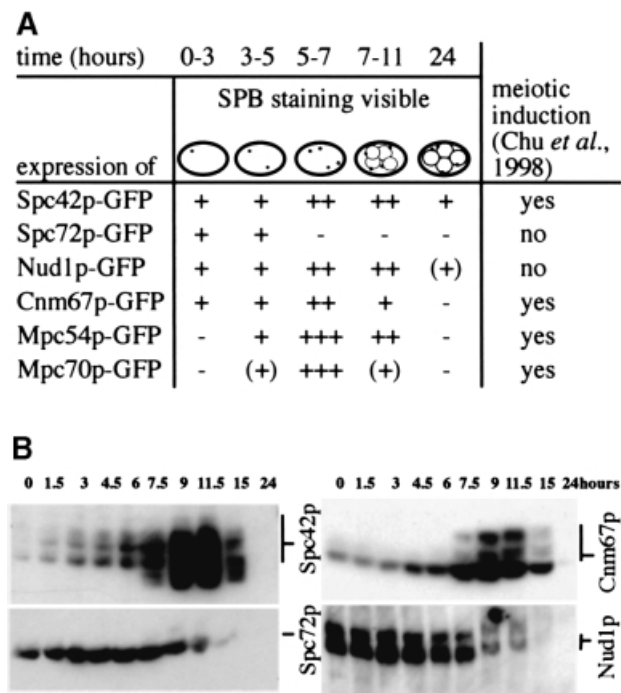 A
time (hours) 0-3 3-5 5-7 7-11 24
SPB staining visible
meiotic
induction
(Chu et al.,
1998)
expression of
Spc42p-GFP + + ++ ++ + yes
Spc72p-GFP + + - - - no
Nud1p-GFP + + ++ ++ (+) no
Cnm67p-GFP + + ++ + - yes
Mpc54p-GFP - + +++ ++ - yes
Mpc70p-GFP - (+) +++ (+) - yes
B
0 1.5 3 4.5 6 7.5 9 11.5 15 24
0 1.5 3 4.5 6 7.5 9 11.5 15 24hours
Spc42p
Cnm67p
Spc72p
Nud1p